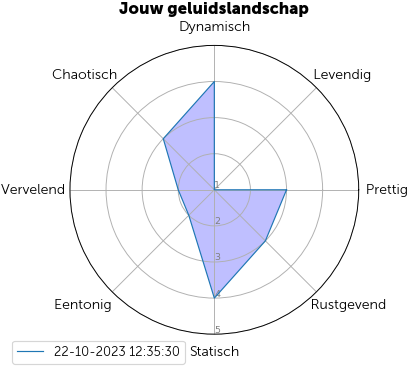 Jouw geluidslandschap
Dynamisch
Chaotisch
Levendig
Vervelend
1
Prettig
2
3
4
Eentonig
Rustgevend
5
22-10-2023 12:35:30
Statisch